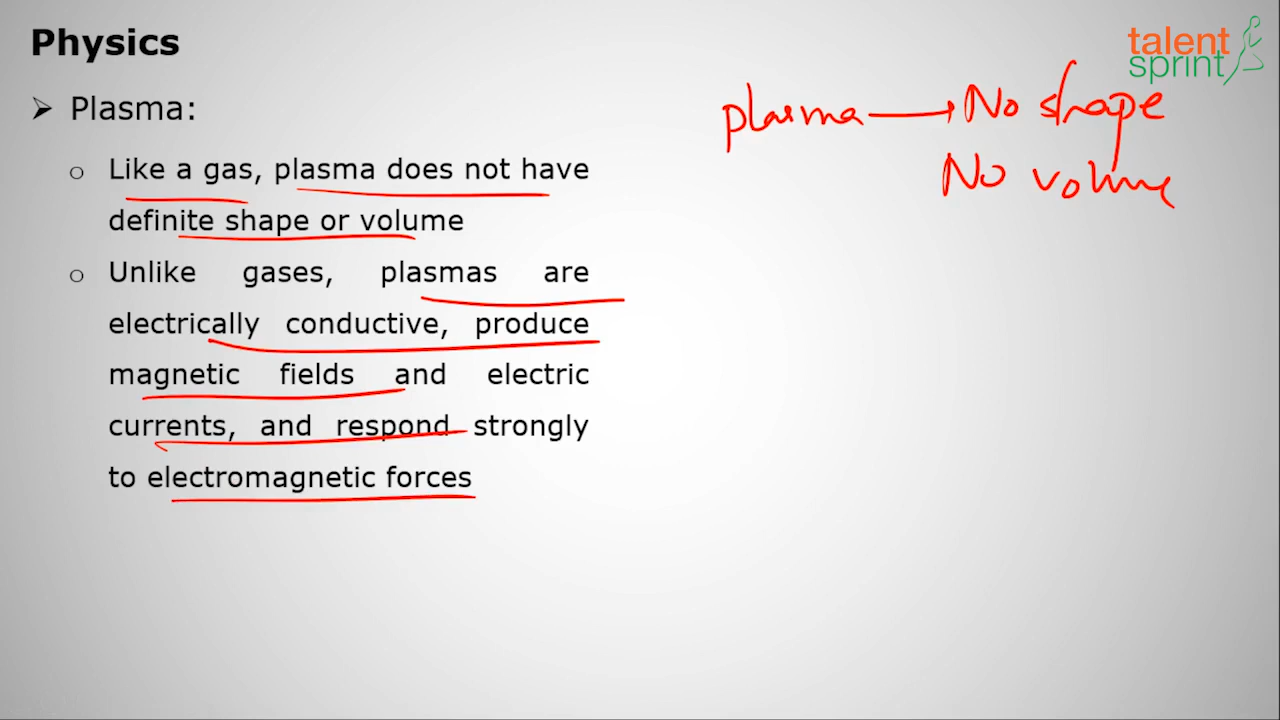 Physics
talent
sprint
➢ Plasma:
plasma → No shape
No volume
o Like a gas, plasma does not have
definite shape or volume
o Unlike gases, plasmas are
electrically conductive, produce
magnetic fields and electric
currents, and respond strongly
to electromagnetic forces